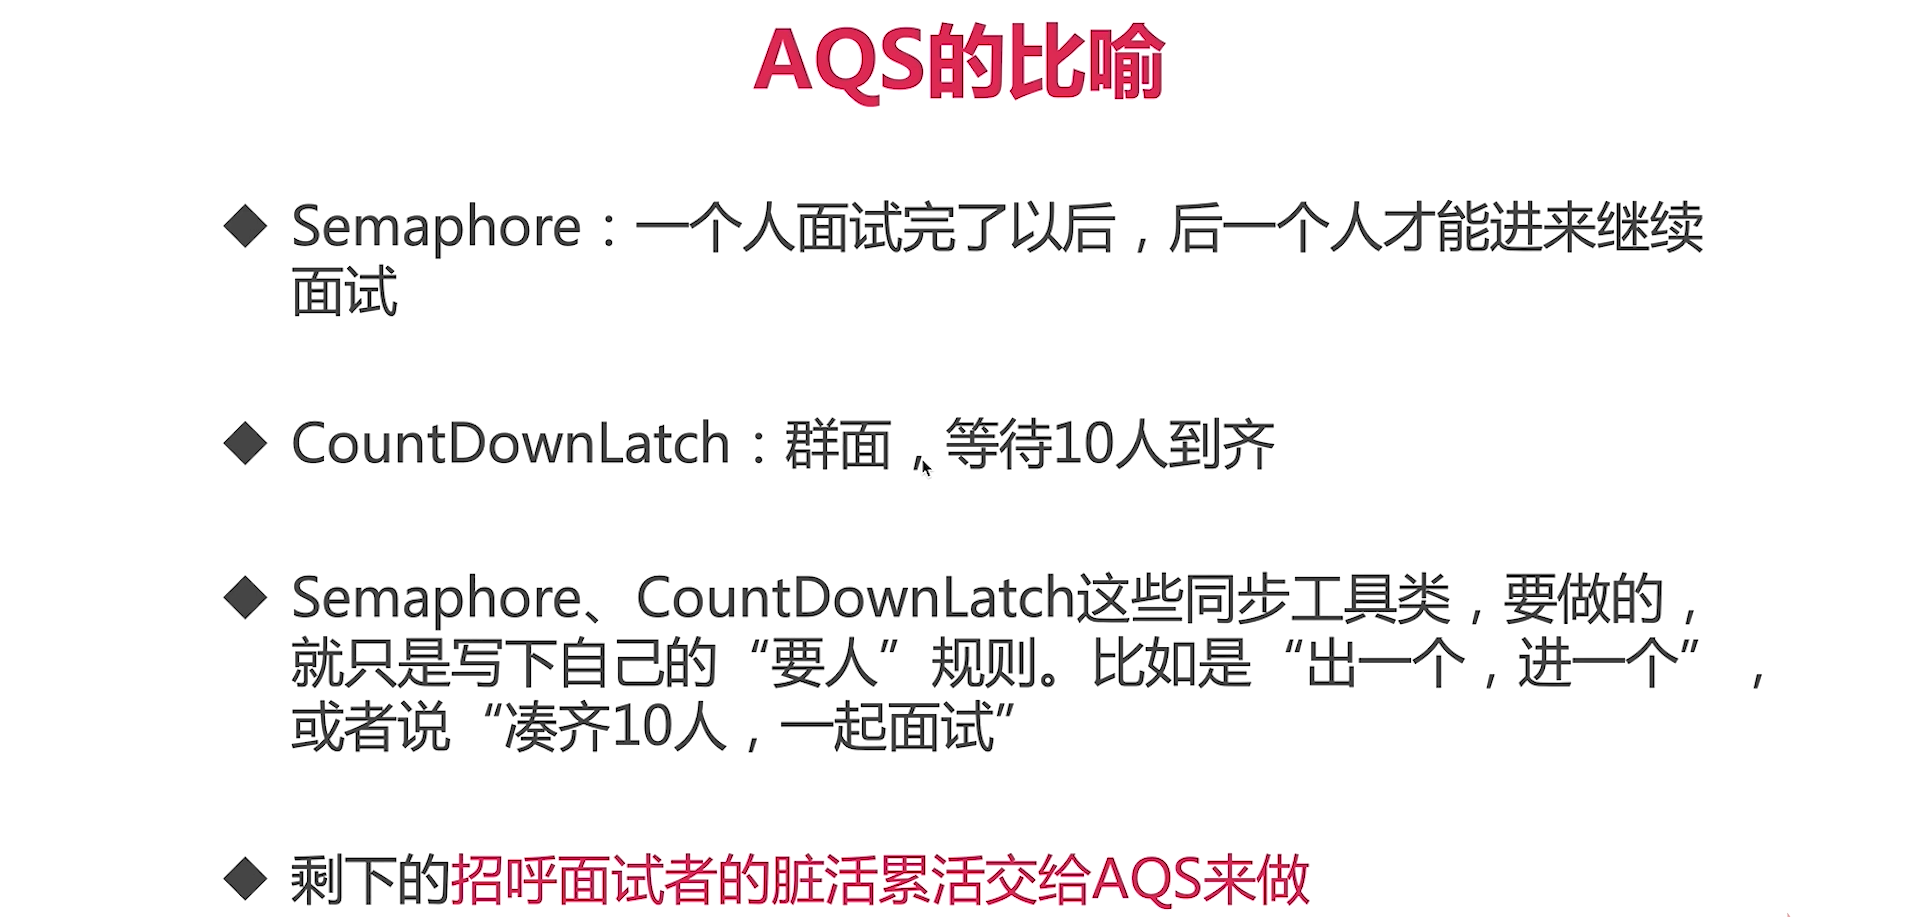 AQS的比喻
Semaphore：一个人面试完了以后，后一个人才能进来继续
面试
CountDownLatch：群面，等待10人到齐
Semaphore、CountDownLatch这些同步工具类，要做的，
就只是写下自己的“要人”规则。比如是“出一个，进一个”，
或者说“凑齐10人，一起面试”
剩下的招呼面试者的脏活累活交给AQS来做